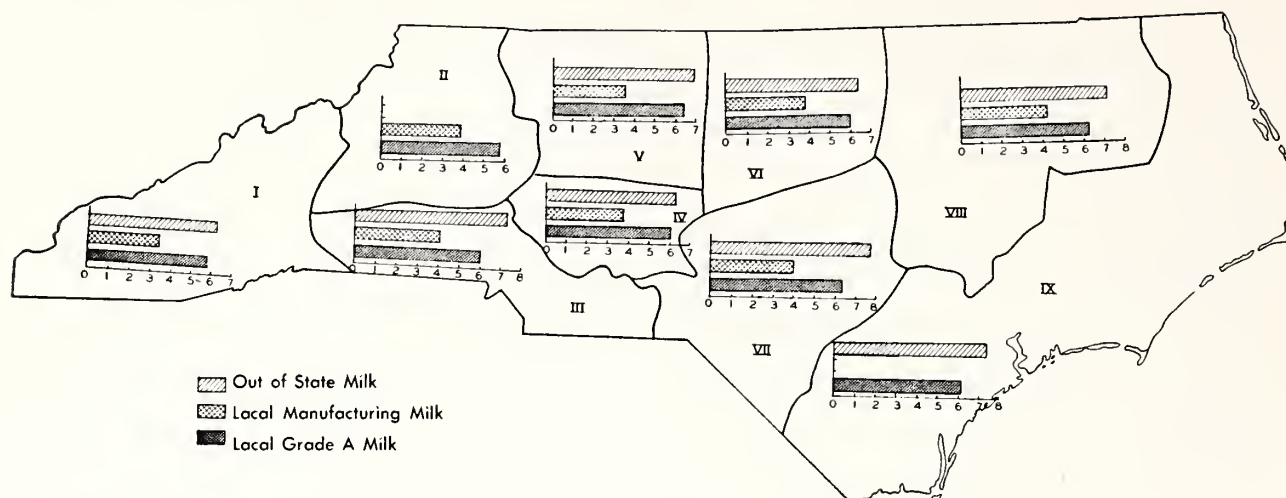 II
0 1 2 3 4 5 6
V
0 1 2 3 4 5 6 7
VI
0 1 2 3 4 5 6 7
VIII
0 1 2 3 4 5 6 7 8
I
0 1 2 3 4 5 6 7
0 1 2 3 4 5 6 7 8
III
IV
0 1 2 3 4 5 6 7
VII
0 1 2 3 4 5 6 7 8
IX
0 1 2 3 4 5 6 7 8
Out of State Milk
Lacal Manufacturing Milk
Lacal Grade A Milk